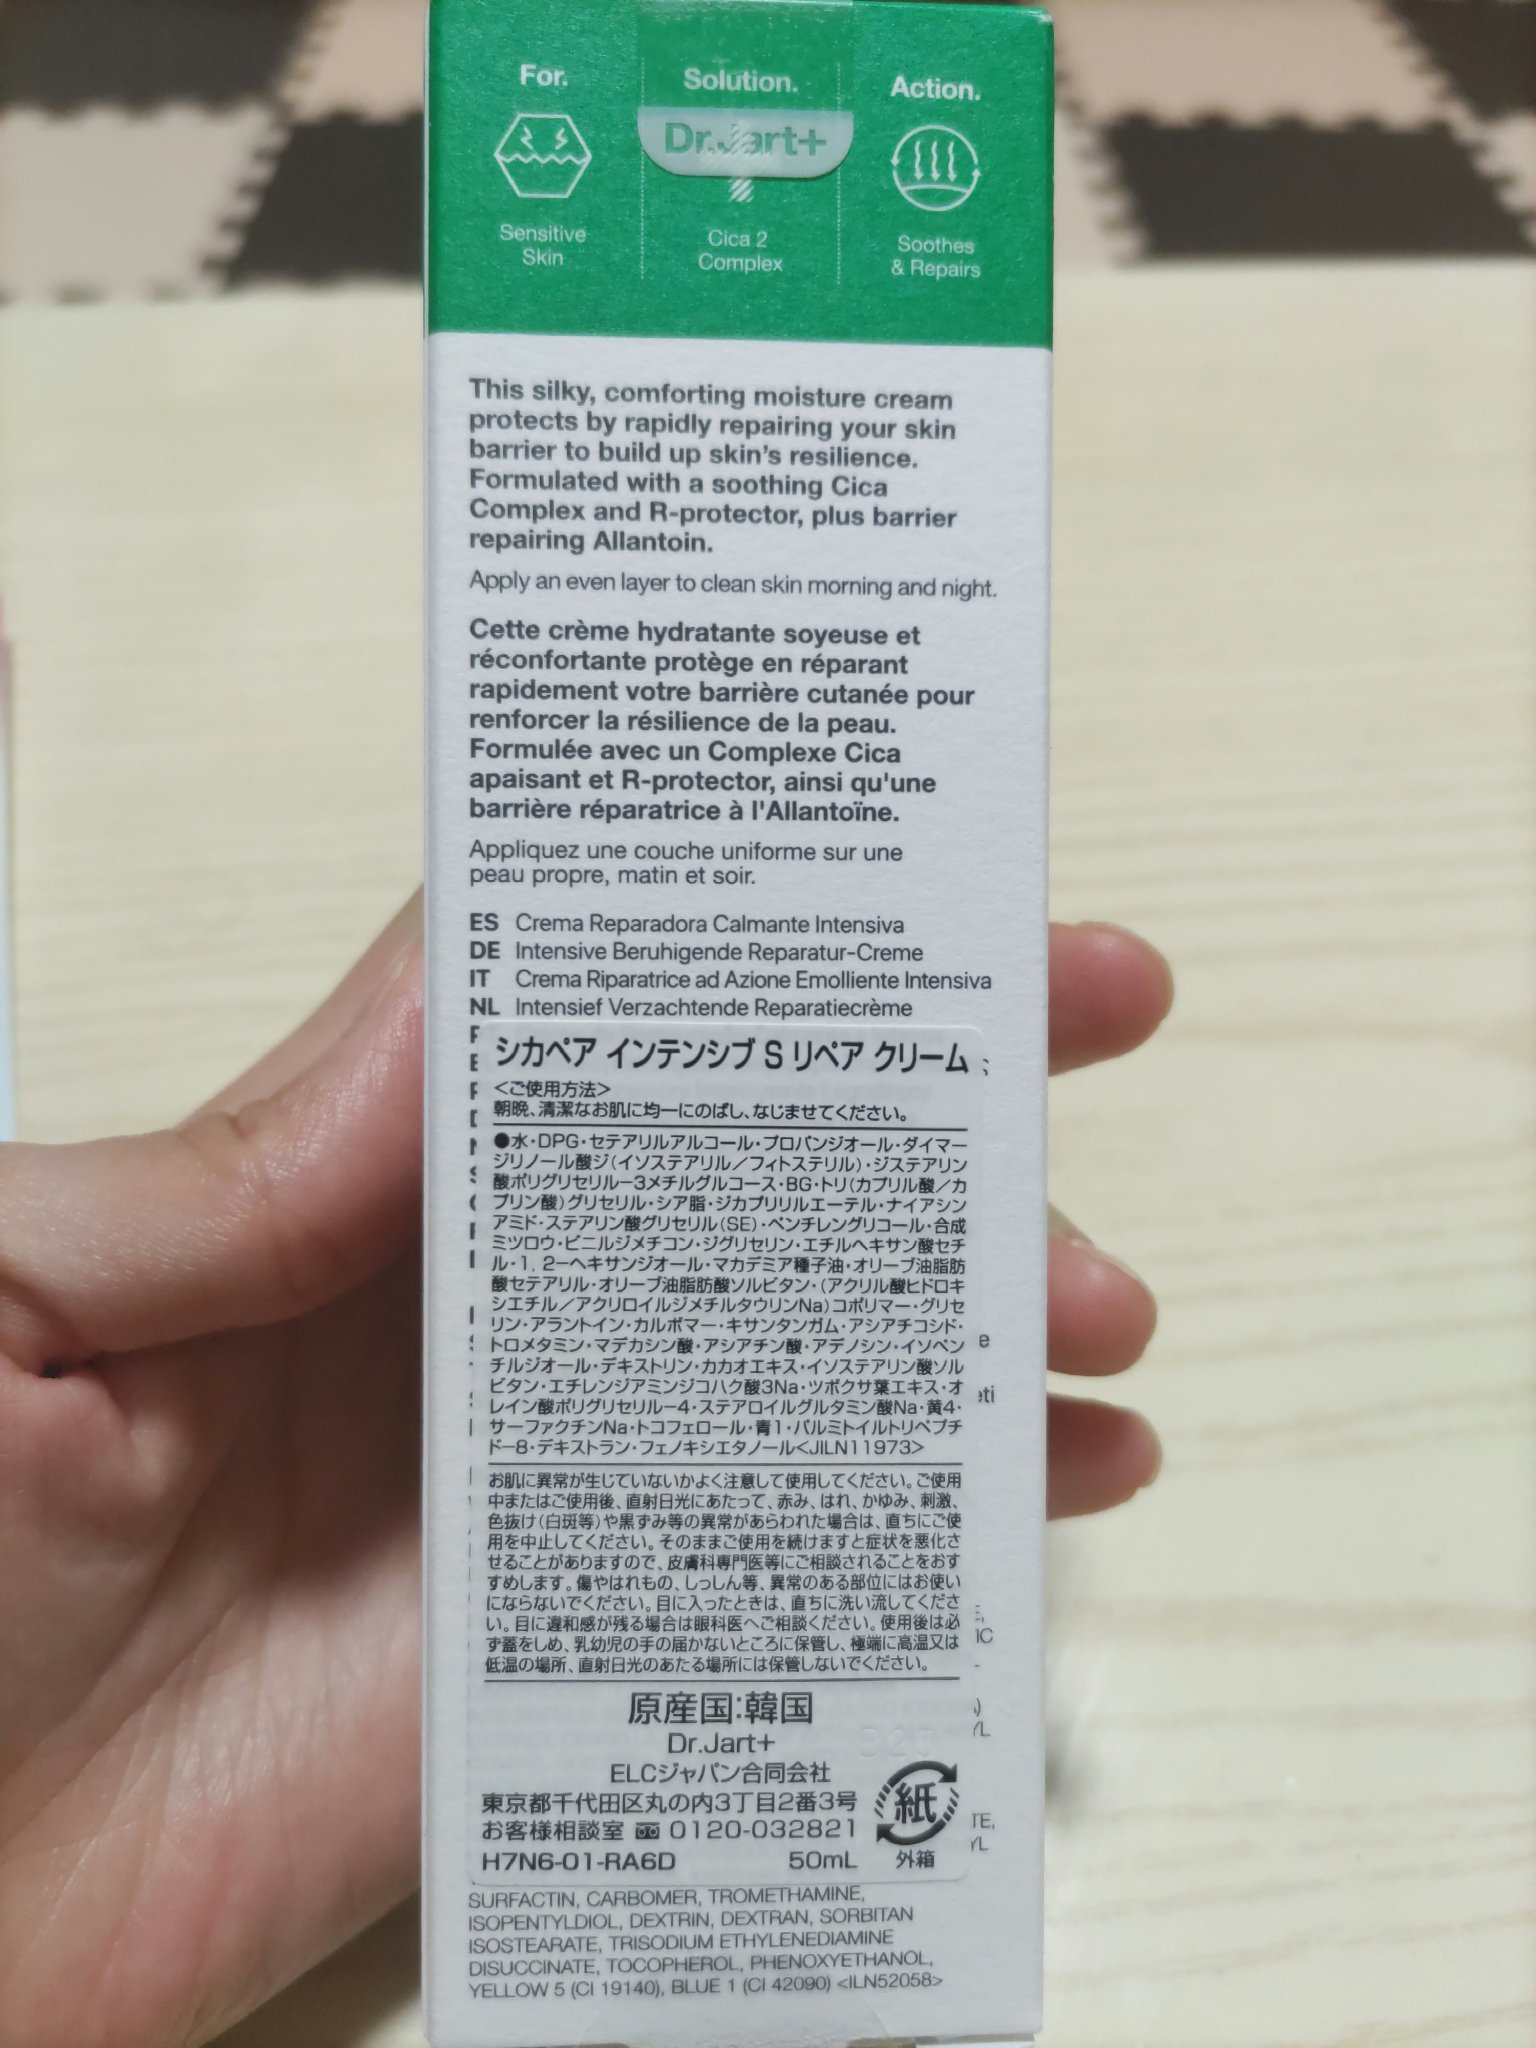 For.
Solution.
Action.
Dr.Jart+
Sensitive
Skin
Cica 2
Complex
Soothes
& Repairs
This silky, comforting moisture cream
protects by rapidly repairing your skin
barrier to build up skin's resilience.
Formulated with a soothing Cica
Complex and R-protector, plus barrier
repairing Allantoin.
Apply an even layer to clean skin morning and night.
Cette crème hydratante soyeuse et
réconfortante protège en réparant
rapidement votre barrière cutanée pour
renforcer la résilience de la peau.
Formulée avec un Complexe Cica
apaisant et R-protector, ainsi qu'une
barrière réparatrice à l'Allantoïne.
Appliquez une couche uniforme sur une
peau propre, matin et soir.
ES Crema Reparadora Calmante Intensiva
DE Intensive Beruhigende Reparatur-Creme
IT Crema Riparatrice ad Azione Emolliente Intensiva
NL Intensief Verzachtende Reparatiecrème
シカペア インテンシブ S リペア クリーム
<ご使用方法>
朝晩、清潔なお肌に均一にのばし、なじませてください。
●水・DPG・セテアリルアルコール・プロパンジオール・ダイマー
ジリノール酸ジ(イソステアリル/フィトステリル)・ジステアリン
酸ポリグリセリル-3メチルグルコース・BG・トリ(カプリル酸/カ
プリン酸)グリセリル・シア脂・ジカプリリルエーテル・ナイアシン
アミド・ステアリン酸グリセリル(SE)・ペンチレングリコール・合成
ミツロウ・ビニルジメチコン・ジグリセリン・エチルヘキサン酸セチ
ル・1,2-ヘキサンジオール・マカデミア種子油・オリーブ油脂肪
酸セテアリル・オリーブ油脂肪酸ソルビタン・(アクリル酸ヒドロキ
シエチル/アクリロイルジメチルタウリンNa)コポリマー・グリセ
リン・アラントイン・カルボマー・キサンタンガム・アシアチコシド・
トロメタミン・マデカシン酸・アシアチン酸・アデノシン・イソペン
チルジオール・デキストリン・カカオエキス・イソステアリン酸ソル
ビタン・エチレンジアミンジコハク酸3Na・ツボクサ葉エキス・オ
レイン酸ポリグリセリル-4・ステアロイルグルタミン酸Na・黄4・
サーファクチンNa・トコフェロール・青1・パルミトイルトリペプチ
ド-8・デキストラン・フェノキシエタノール<JILN11973>
お肌に異常が生じていないかよく注意して使用してください。ご使用
中またはご使用後、直射日光にあたって、赤み、はれ、かゆみ、刺激、
色抜け(白斑等)や黒ずみ等の異常があらわれた場合は、直ちにご使
用を中止してください。そのままご使用を続けますと症状を悪化さ
せることがありますので、皮膚科専門医等にご相談されることをおす
すめします。傷やはれもの、しっしん等、異常のある部位にはお使い
にならないでください。目に入ったときは、直ちに洗い流してくださ
い。目に違和感が残る場合は眼科医へご相談ください。使用後は必
ず蓋をしめ、乳幼児の手の届かないところに保管し、極端に高温又は
低温の場所、直射日光のあたる場所には保管しないでください。
原産国:韓国
Dr.Jart+
ELCジャパン合同会社
東京都千代田区丸の内3丁目2番3号
お客様相談室 0120-032821
H7N6-01-RA6D 50mL
紙
外箱
SURFACTIN, CARBOMER, TROMETHAMINE,
ISOPENTYLDIOL, DEXTRIN, DEXTRAN, SORBITAN
ISOSTEARATE, TRISODIUM ETHYLENEDIAMINE
DISUCCINATE, TOCOPHEROL, PHENOXYETHANOL,
YELLOW 5 (CI 19140), BLUE 1 (CI 42090) <ILN52058>